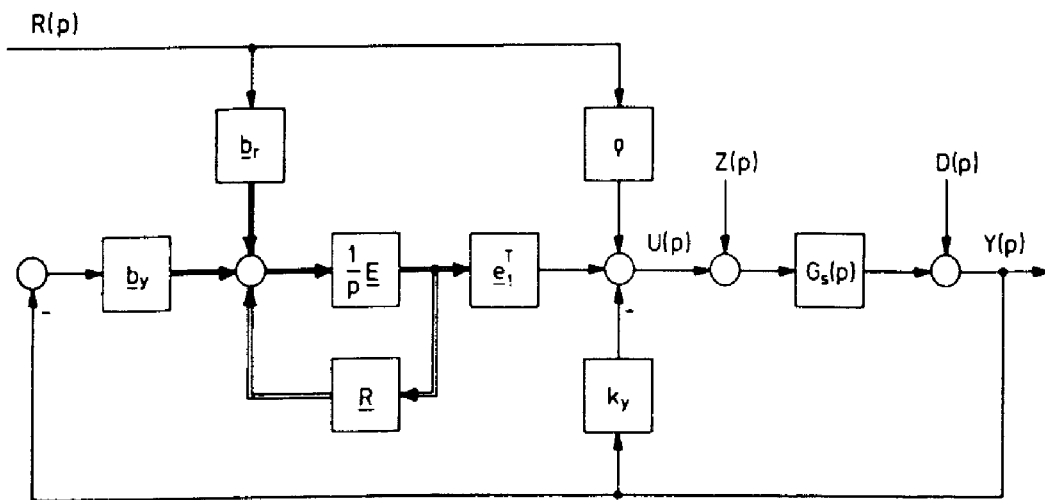 R(p)
b_r
ρ
Z(p)
D(p)
b_y
1/p E
e_1^T
U(p)
G_s(p)
Y(p)
-
-
R
k_y